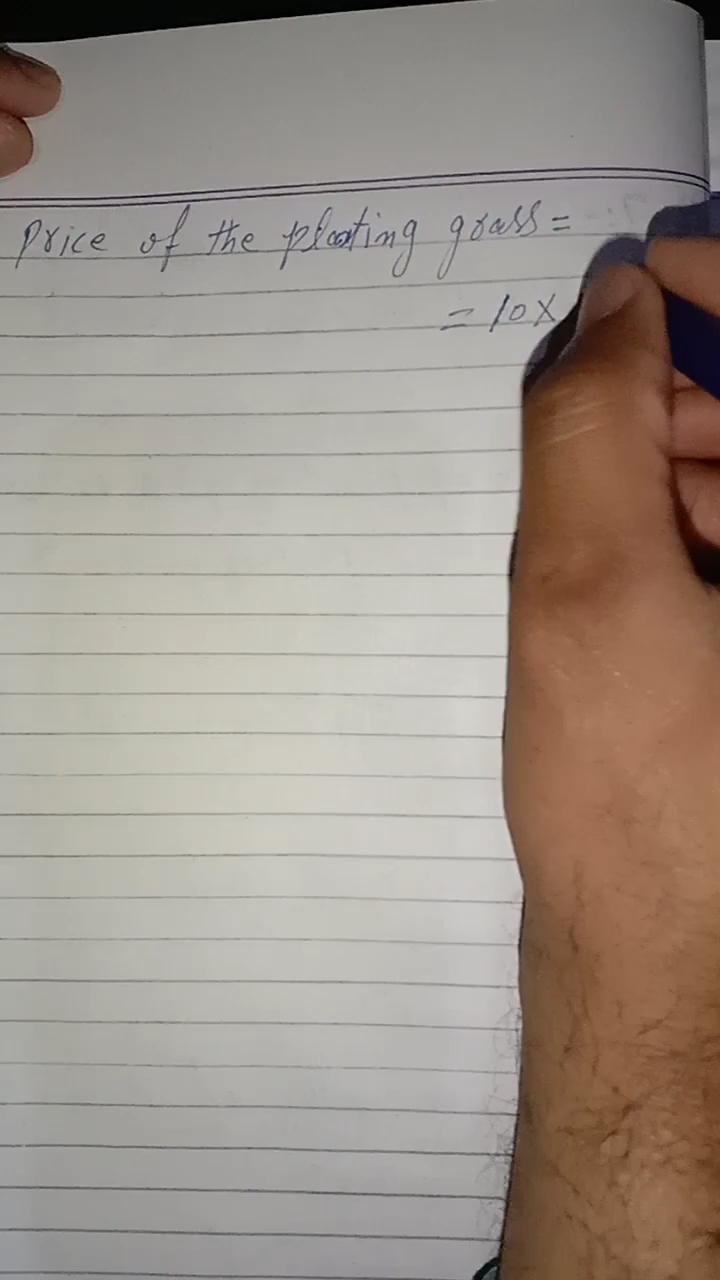 Price of the planting grass =
= 10 X